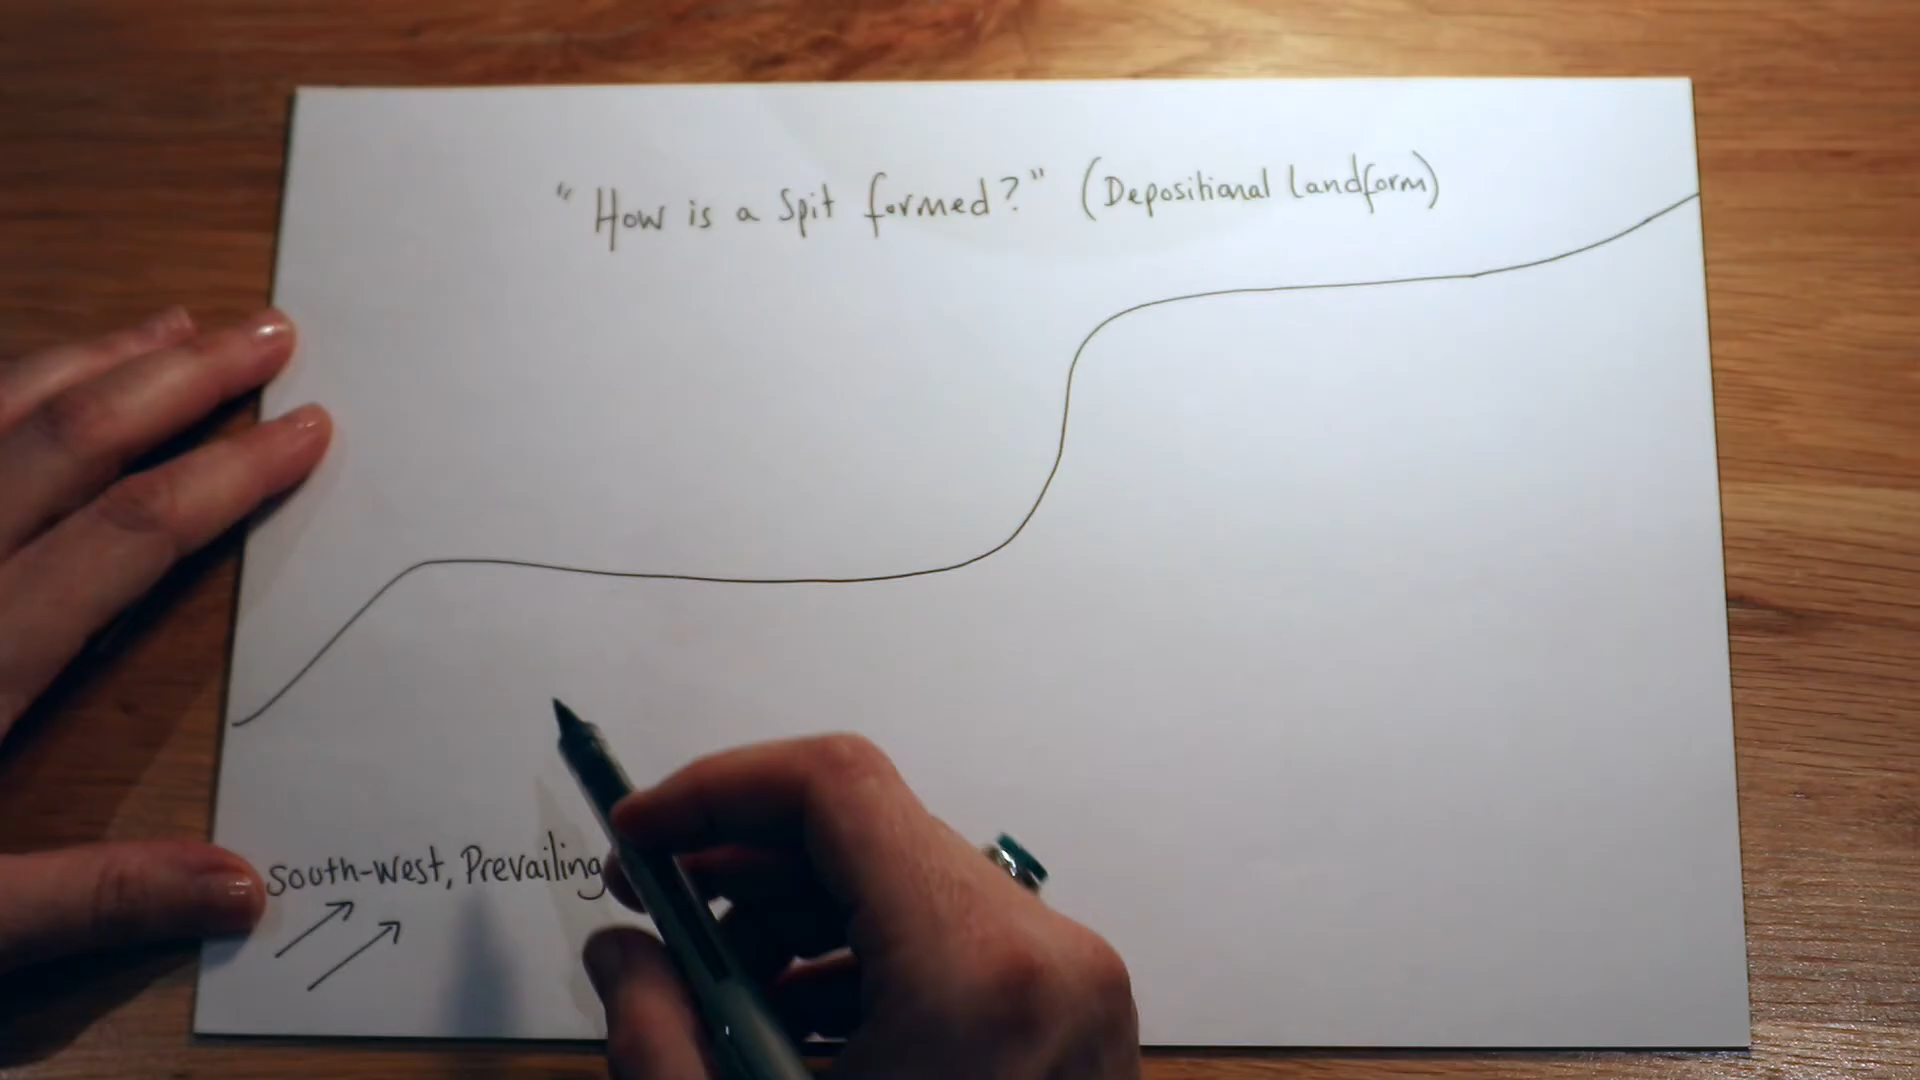 "How is a Spit formed?" (Depositional Landform)
South-West, Prevailing